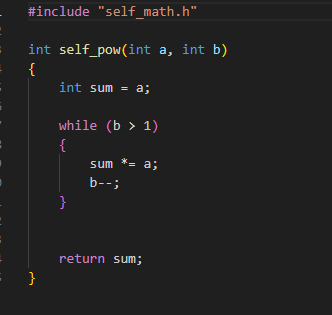 #include "self_math.h"
int self_pow(int a, int b)
{
int sum = a;
while (b > 1)
{
sum *= a;
b--;
}
return sum;
}